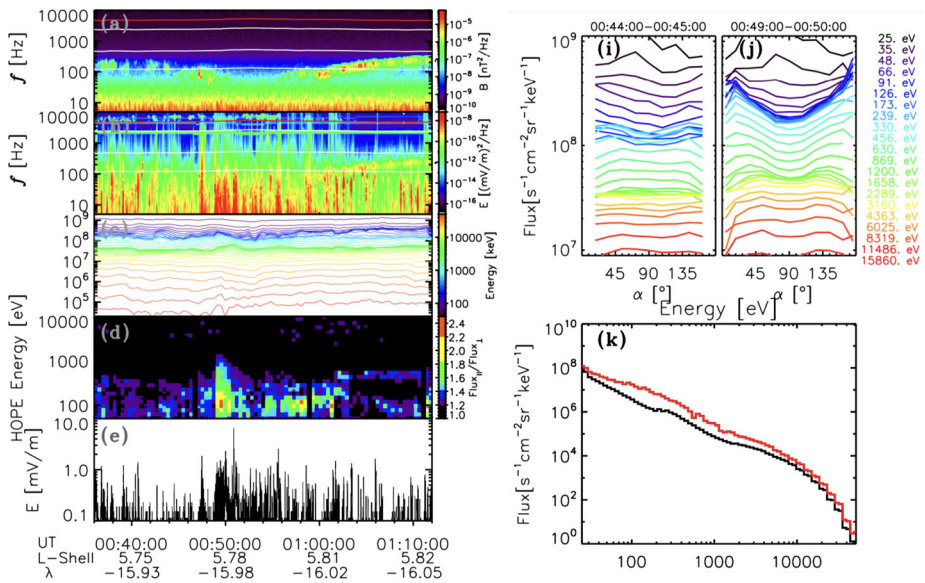 (a)
f [Hz]
10000
1000
100
10
10⁻⁵
10⁻⁶
10⁻⁷
10⁻⁸
10⁻⁹
10⁻¹⁰
B [nT²/Hz]
f [Hz]
10000
1000
100
10
10⁻⁸
10⁻¹²
10⁻¹⁴
10⁻¹⁶
E [(mV/m)²/Hz]
(c)
10⁹
10⁸
10⁷
10⁶
10⁵
10000
1000
100
Energy [keV]
(d)
HOPE Energy [eV]
10000
1000
100
2.4
2.2
2.0
1.8
1.6
1.4
1.2
Flux∥/Flux⊥
(e)
E [mV/m]
10.0
1.0
0.1
UT 00:40:00 00:50:00 01:00:00 01:10:00
L-Shell 5.75 5.78 5.81 5.82
λ -15.93 -15.98 -16.02 -16.05
00:44:00-00:45:00 00:49:00-00:50:00
(i) (j)
Flux[s⁻¹cm⁻²sr⁻¹keV⁻¹]
10⁹
10⁸
10⁷
45 90 135 45 90 135
α [°] α [°]
25. eV
35. eV
48. eV
66. eV
91. eV
126. eV
173. eV
239. eV
330. eV
456. eV
630. eV
869. eV
1200. eV
1658. eV
2289. eV
3160. eV
4363. eV
6025. eV
8319. eV
11486. eV
15860. eV
Energy [eV]
(k)
Flux[s⁻¹cm⁻²sr⁻¹keV⁻¹]
10¹⁰
10⁸
10⁶
10⁴
10²
10⁰
100 1000 10000